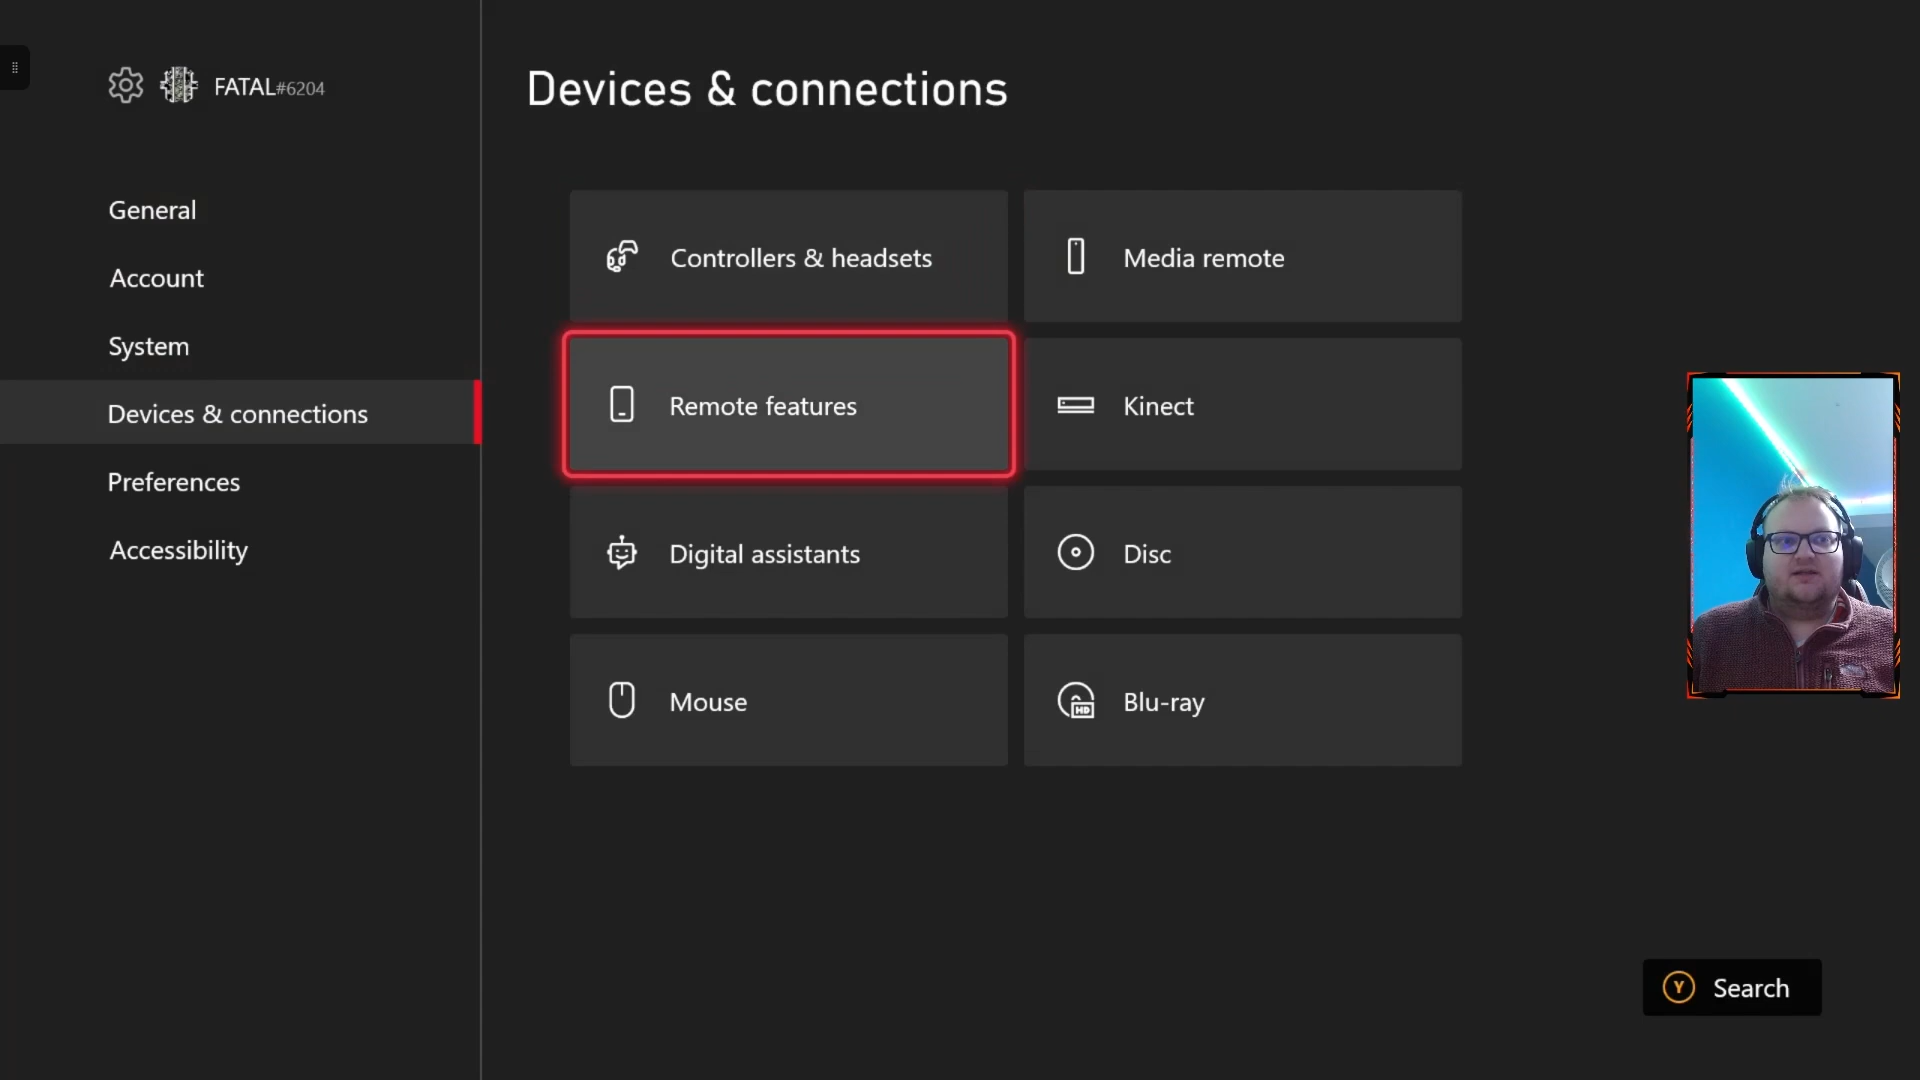 FATAL#6204
General
Account
System
Devices & connections
Preferences
Accessibility
Devices & connections
Controllers & headsets
Media remote
Remote features
Kinect
Digital assistants
Disc
Mouse
HD
Blu-ray
Y Search